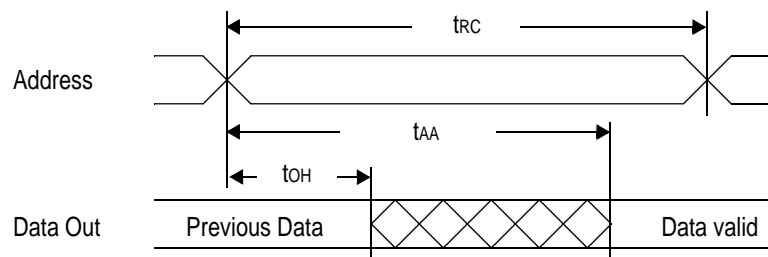 tRC
Address
tAA
tOH
Data Out Previous Data Data valid